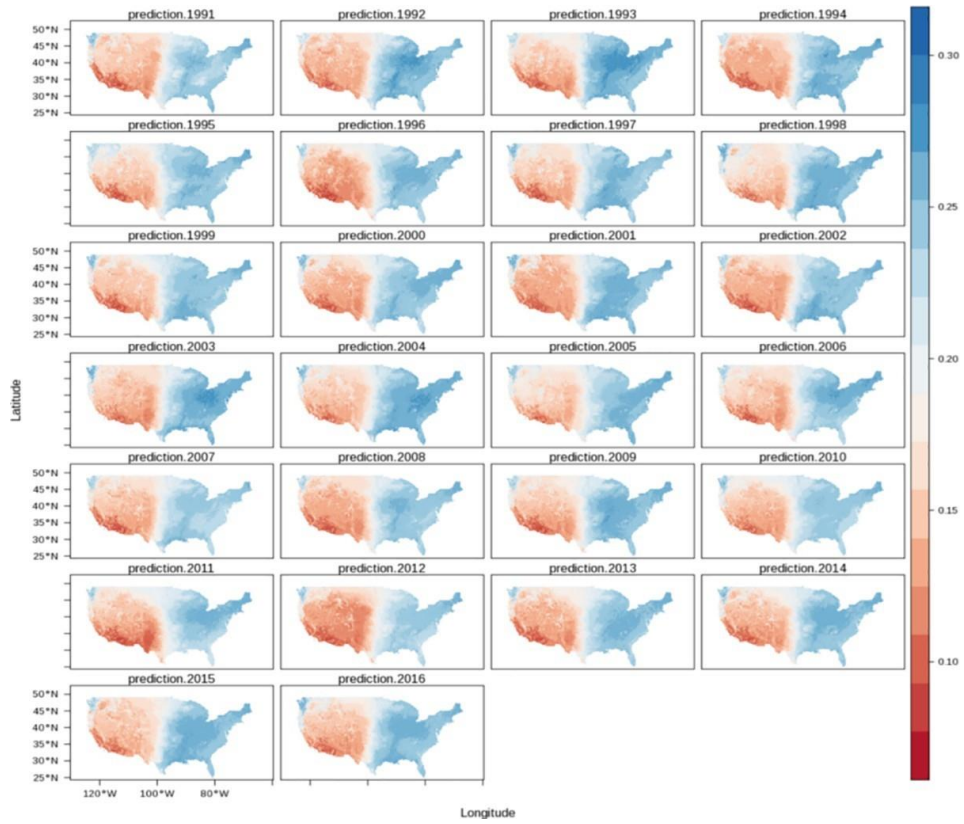 prediction.1991 prediction.1992 prediction.1993 prediction.1994
50°N
45°N
40°N
35°N
30°N
25°N
0.30
prediction.1995 prediction.1996 prediction.1997 prediction.1998
0.25
prediction.1999 prediction.2000 prediction.2001 prediction.2002
50°N
45°N
40°N
35°N
30°N
25°N
prediction.2003 prediction.2004 prediction.2005 prediction.2006
0.20
Latitude
prediction.2007 prediction.2008 prediction.2009 prediction.2010
50°N
45°N
40°N
35°N
30°N
25°N
0.15
prediction.2011 prediction.2012 prediction.2013 prediction.2014
0.10
prediction.2015 prediction.2016
50°N
45°N
40°N
35°N
30°N
25°N
120°W 100°W 80°W
Longitude